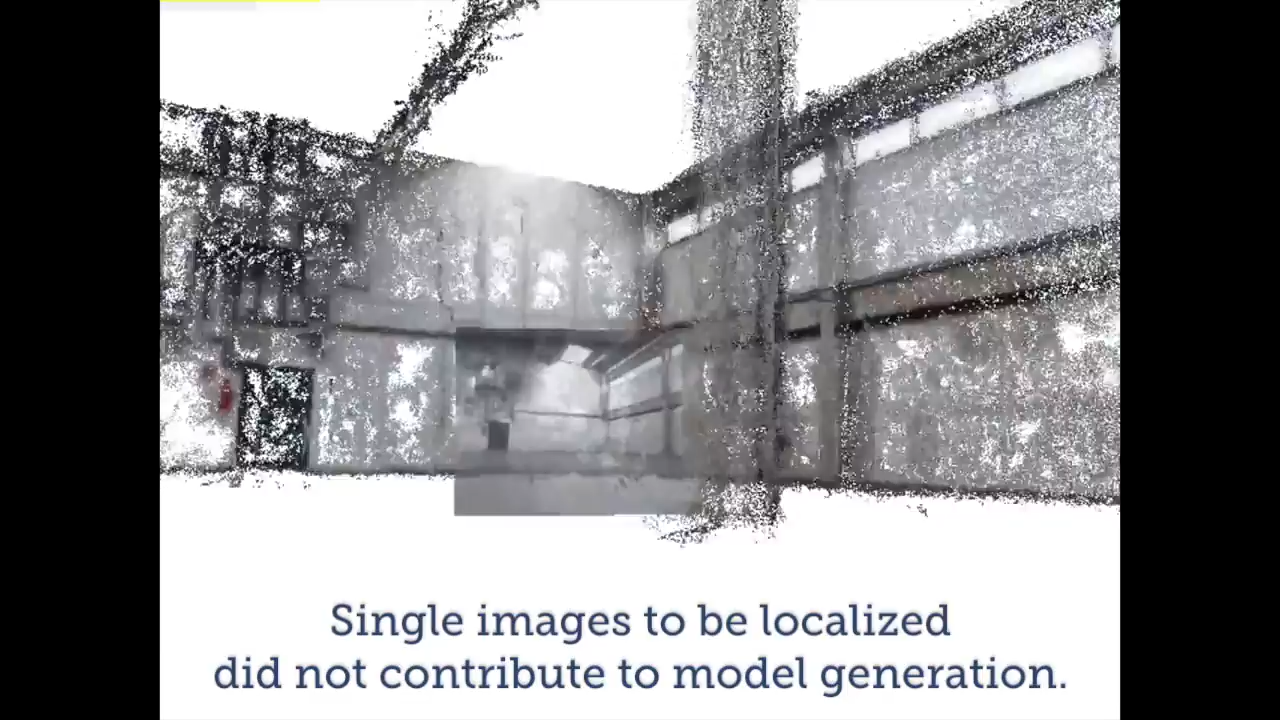 Single images to be localized
did not contribute to model generation.